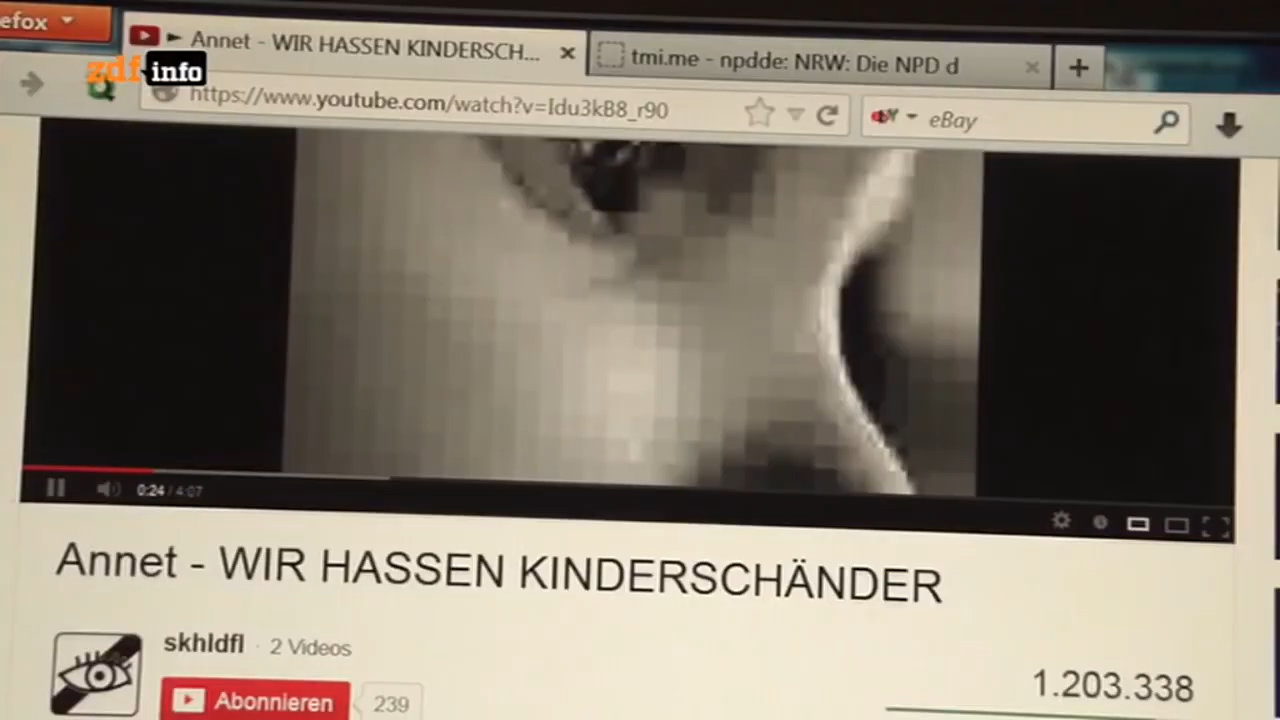 efox
Annet - WIR HASSEN KINDERSCH...
tmi.me - npdde: NRW: Die NPD d
zdf info
https://www.youtube.com/watch?v=Idu3kB8_r90
eBay
0:24 / 4:07
Annet - WIR HASSEN KINDERSCHÄNDER
skhldfl · 2 Videos
Abonnieren
239
1.203.338